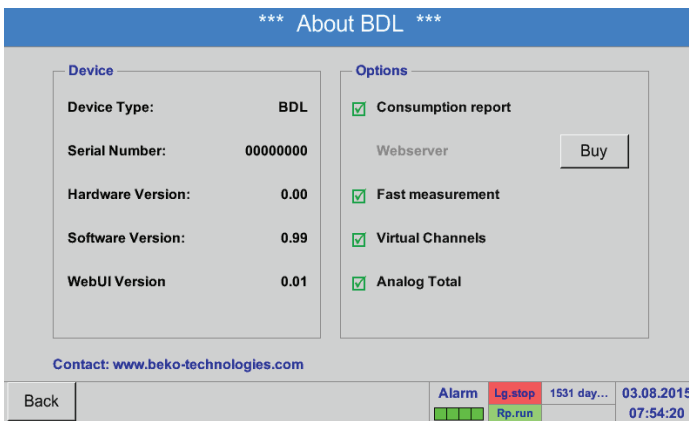 *** About BDL ***
Device
Device Type: BDL
Serial Number: 00000000
Hardware Version: 0.00
Software Version: 0.99
WebUI Version 0.01
Options
Consumption report
Webserver Buy
Fast measurement
Virtual Channels
Analog Total
Contact: www.beko-technologies.com
Back
Alarm Lg.stop 1531 day... 03.08.2015
Rp.run 07:54:20